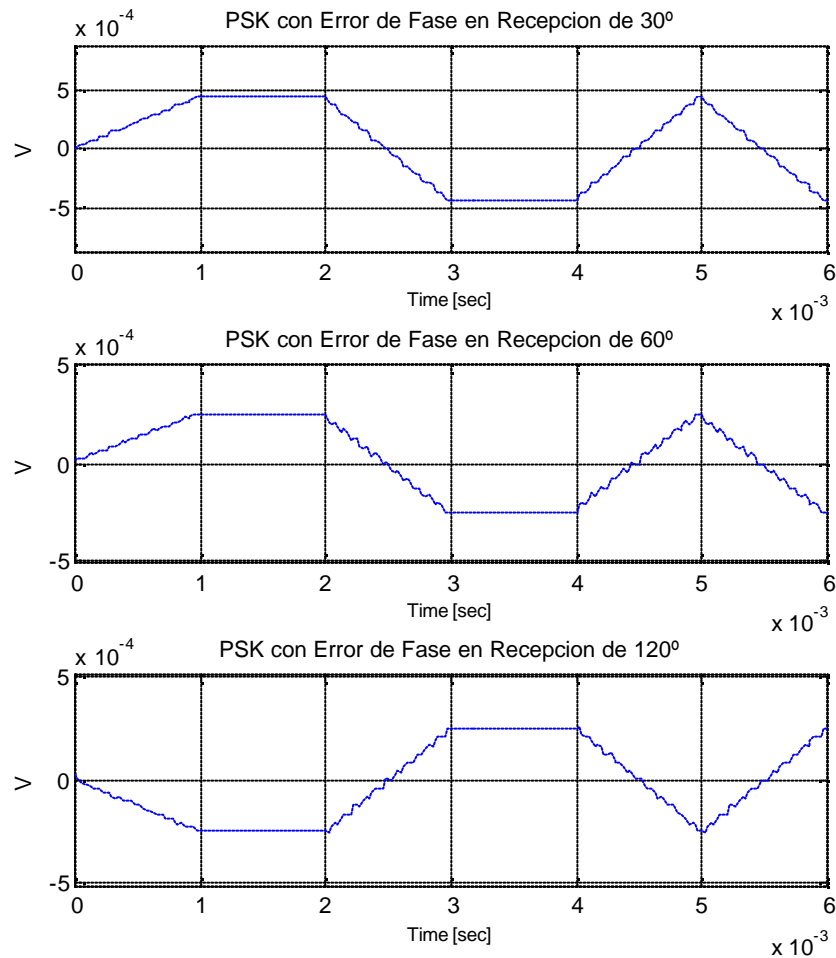 PSK con Error de Fase en Recepcion de 30º
x 10-4
5
0
-5
V
0 1 2 3 4 5 6
Time [sec]
x 10-3
PSK con Error de Fase en Recepcion de 60º
x 10-4
5
0
-5
V
0 1 2 3 4 5 6
Time [sec]
x 10-3
PSK con Error de Fase en Recepcion de 120º
x 10-4
5
0
-5
V
0 1 2 3 4 5 6
Time [sec]
x 10-3